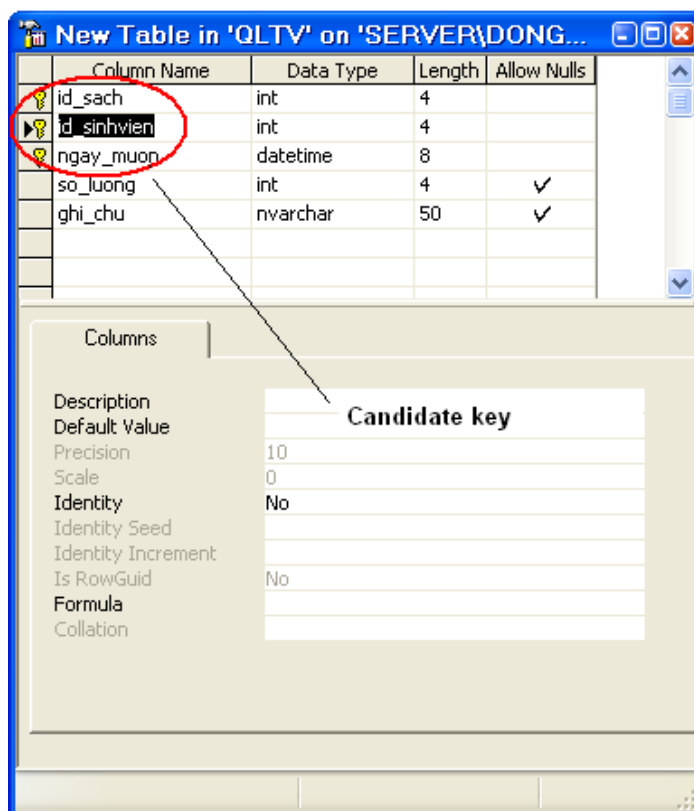 New Table in 'QLTV' on 'SERVER\DONG...
Column Name Data Type Length Allow Nulls
id_sach int 4
id_sinhvien int 4
ngay_muon datetime 8
so_luong int 4
ghi_chu nvarchar 50
Columns
Description
Candidate key
Default Value
Precision 10
Scale 0
Identity No
Identity Seed
Identity Increment
Is RowGuid No
Formula
Collation